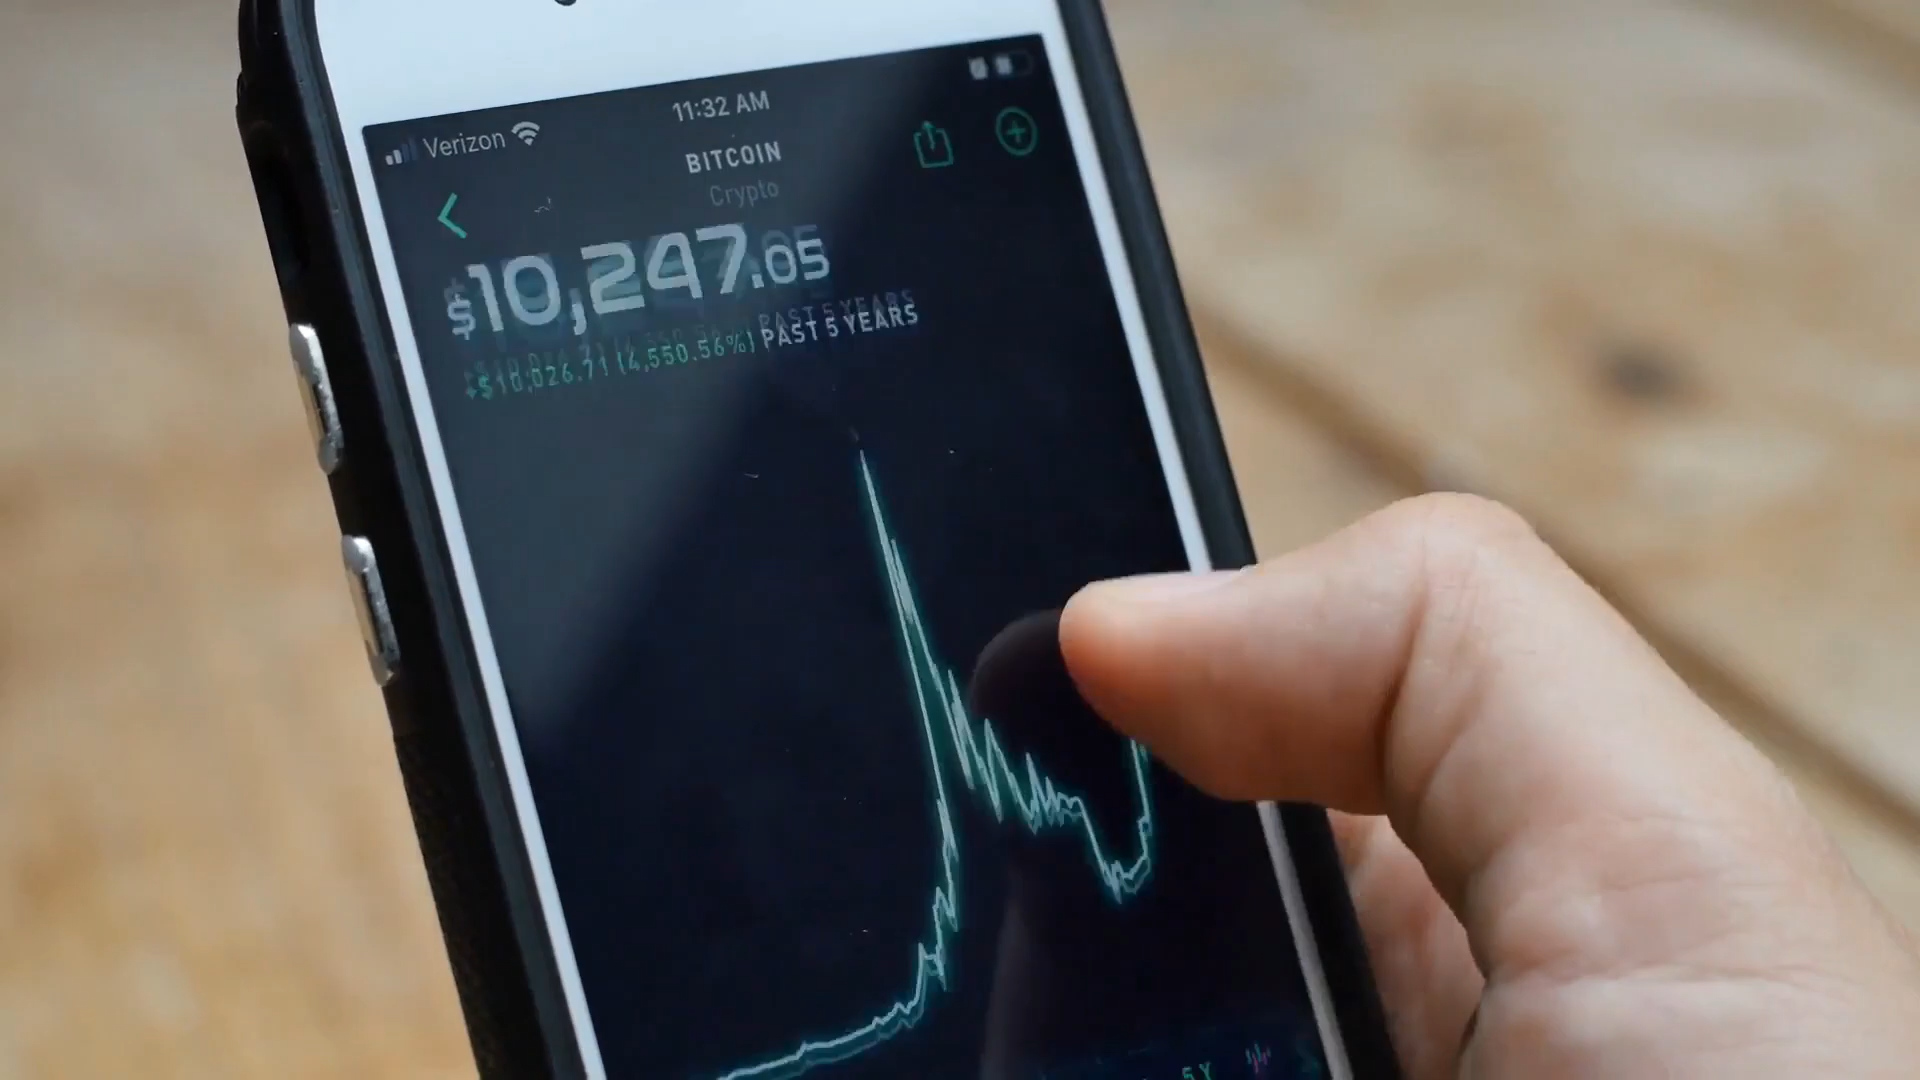 Verizon
11:32 AM
BITCOIN
Crypto
$10,247.05
+$10,026.71 (4,550.56%) PAST 5 YEARS
5Y